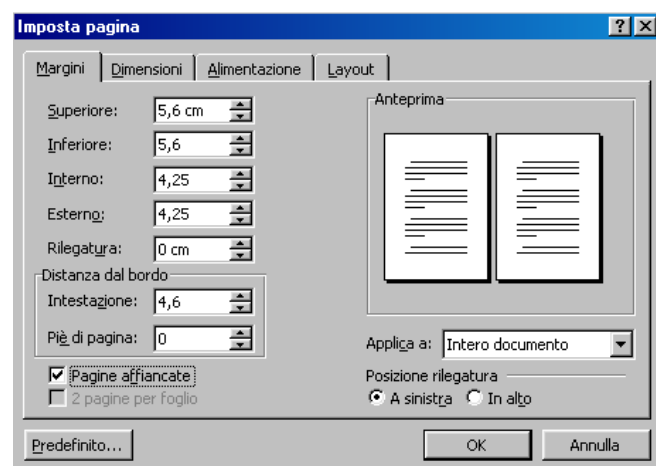 Imposta pagina
Margini Dimensioni Alimentazione Layout
Superiore: 5,6 cm
Inferiore: 5,6
Interno: 4,25
Esterno: 4,25
Rilegatura: 0 cm
Distanza dal bordo
Intestazione: 4,6
Piè di pagina: 0
Pagine affiancate
2 pagine per foglio
Anteprima
Applica a: Intero documento
Posizione rilegatura
A sinistra In alto
Predefinito... OK Annulla